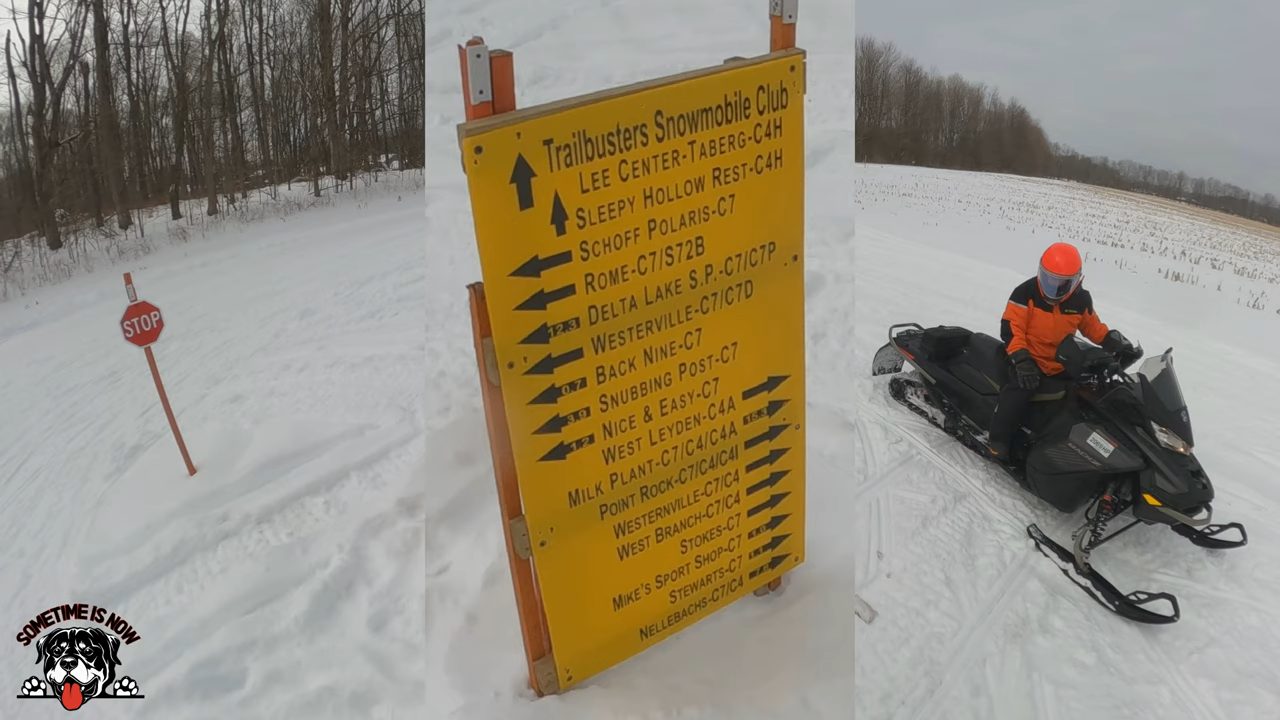 STOP
SOMETIME IS NOW
Trailbusters Snowmobile Club
LEE CENTER-TABERG-C4H
SLEEPY HOLLOW REST-C4H
SCHOFF POLARIS-C7
ROME-C7/S72B
12.3 DELTA LAKE S.P.-C7/C7P
WESTERVILLE-C7/C7D
0.7 BACK NINE-C7
3.9 SNUBBING POST-C7
4.2 NICE & EASY-C7
WEST LEYDEN-C4A
MILK PLANT-C7/C4/C4A 15.3
POINT ROCK-C7/C4/C4I
WESTERNVILLE-C7/C4
WEST BRANCH-C7/C4
STOKES-C7
MIKE'S SPORT SHOP-C7 1.0
STEWARTS-C7 1.1
NELLEBACHS-C7/C4